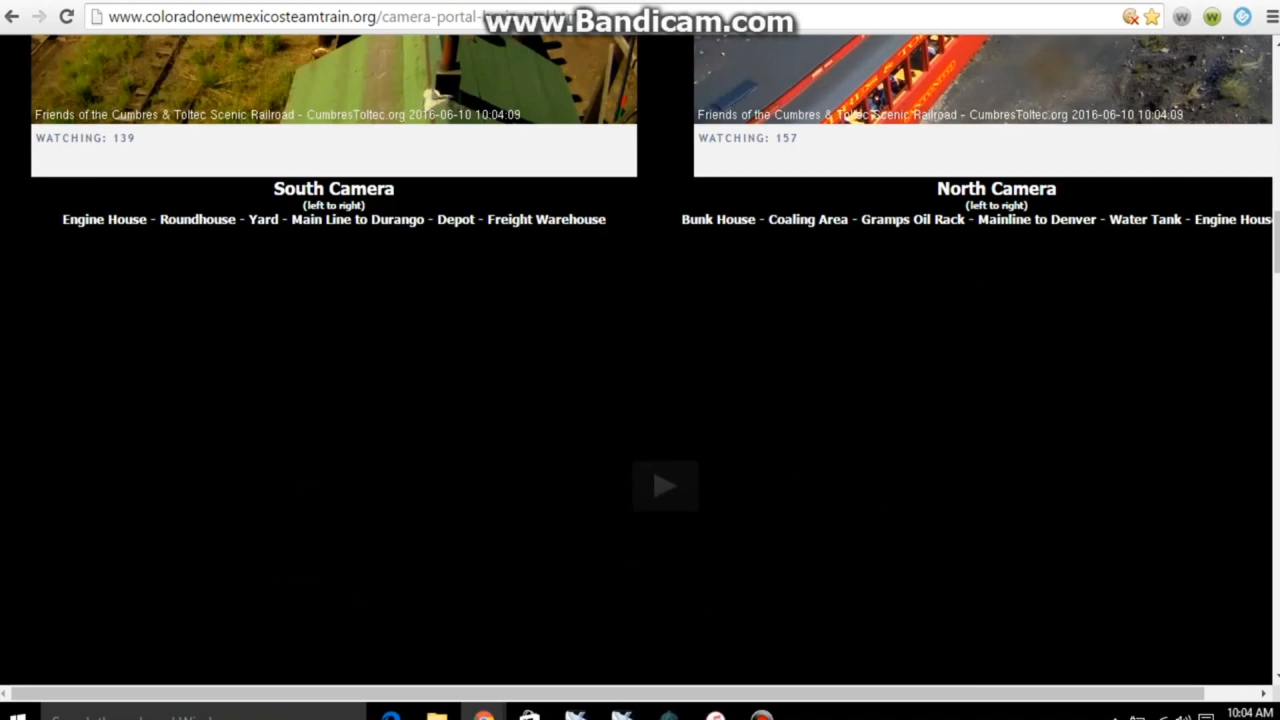 www.coloradonewmexicosteamtrain.org/camera-portal-
www.Bandicam.com
Friends of the Cumbres & Toltec Scenic Railroad - CumbresToltec.org 2016-06-10 10:04:09
Friends of the Cumbres & Toltec Scenic Railroad - CumbresToltec.org 2016-06-10 10:04:09
WATCHING: 139
WATCHING: 157
South Camera
(left to right)
Engine House - Roundhouse - Yard - Main Line to Durango - Depot - Freight Warehouse
North Camera
(left to right)
Bunk House - Coaling Area - Gramps Oil Rack - Mainline to Denver - Water Tank - Engine House
10:04 AM